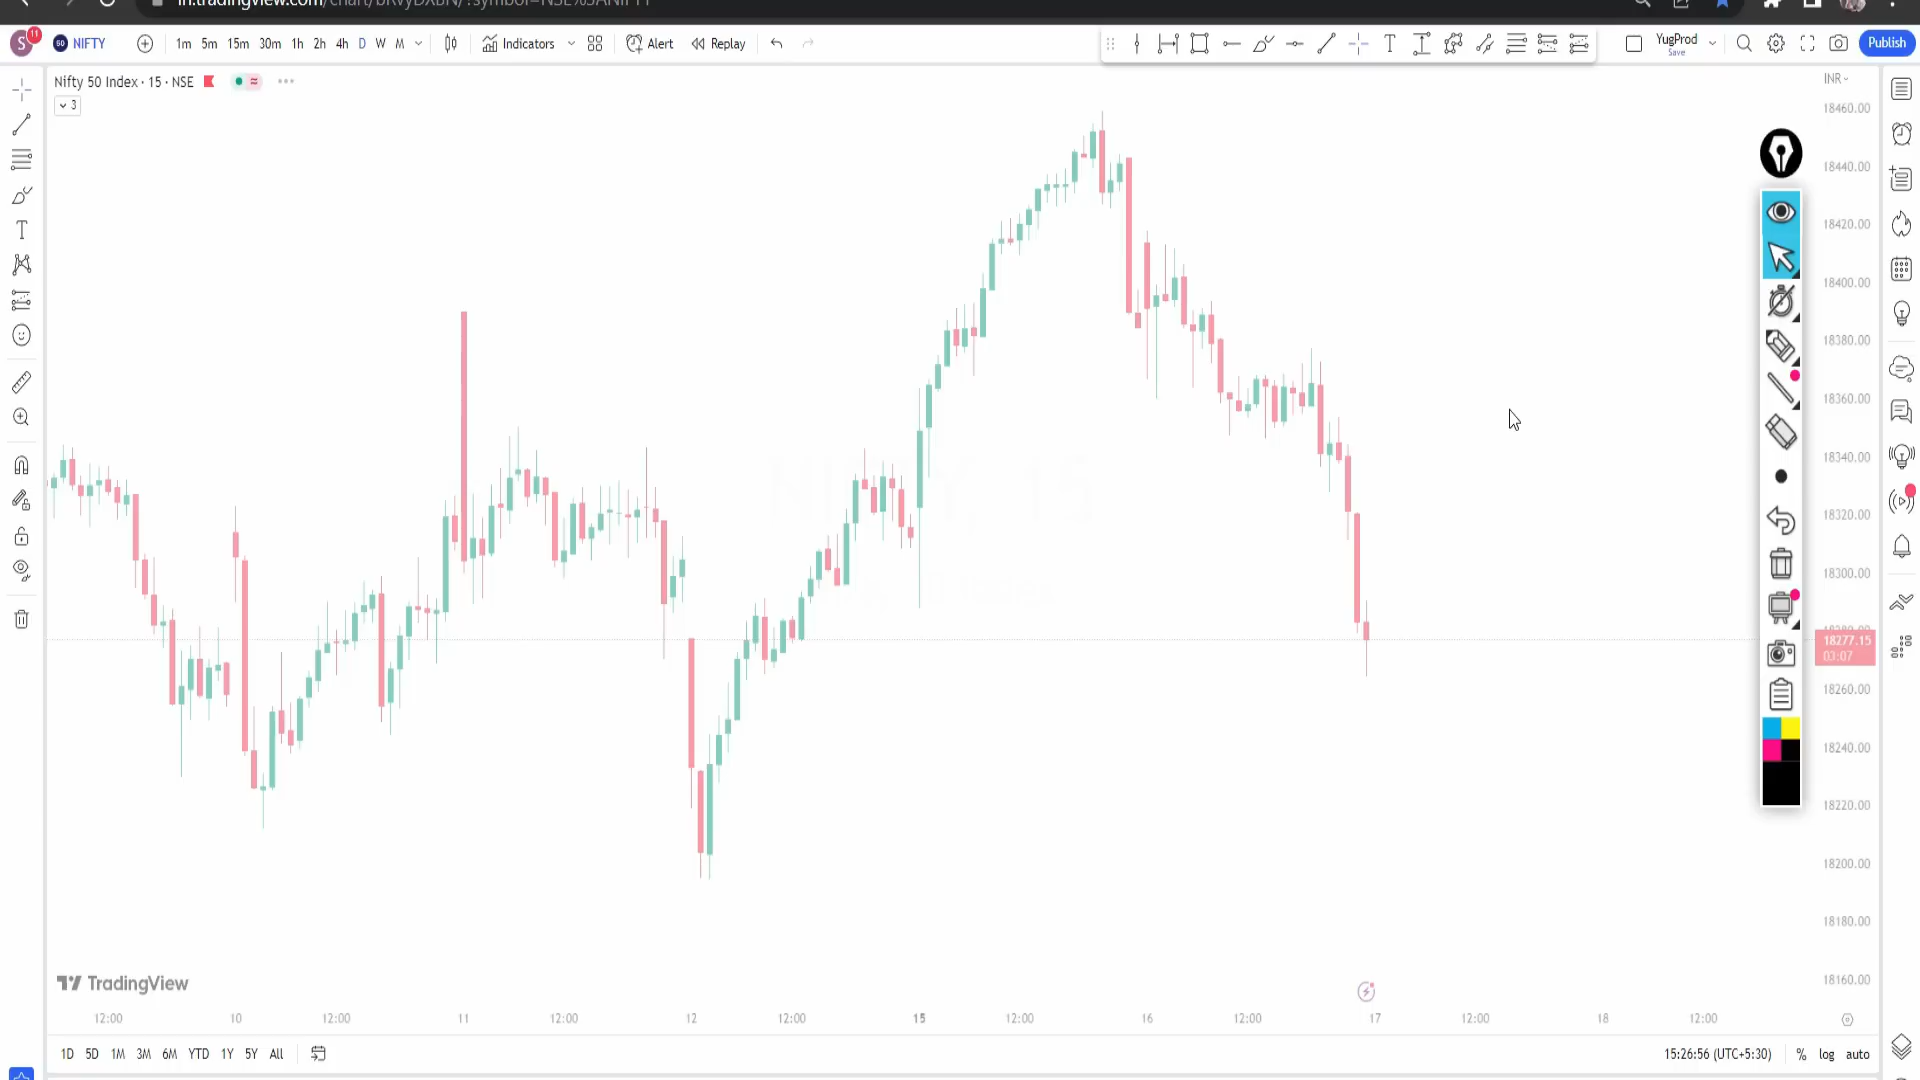 S
11
50
NIFTY
1m 5m 15m 30m 1h 2h 4h D W M
Indicators
Alert
Replay
YugProd
Save
Publish
Nifty 50 Index · 15 · NSE
3
INR
18460.00
18440.00
18420.00
18400.00
18380.00
18360.00
18340.00
18320.00
18300.00
18277.15
03:07
18260.00
18240.00
18220.00
18200.00
18180.00
18160.00
TradingView
12:00 10 12:00 11 12:00 12 12:00 15 12:00 16 12:00 17 12:00 18 12:00
1D 5D 1M 3M 6M YTD 1Y 5Y All
15:26:56 (UTC+5:30) % log auto